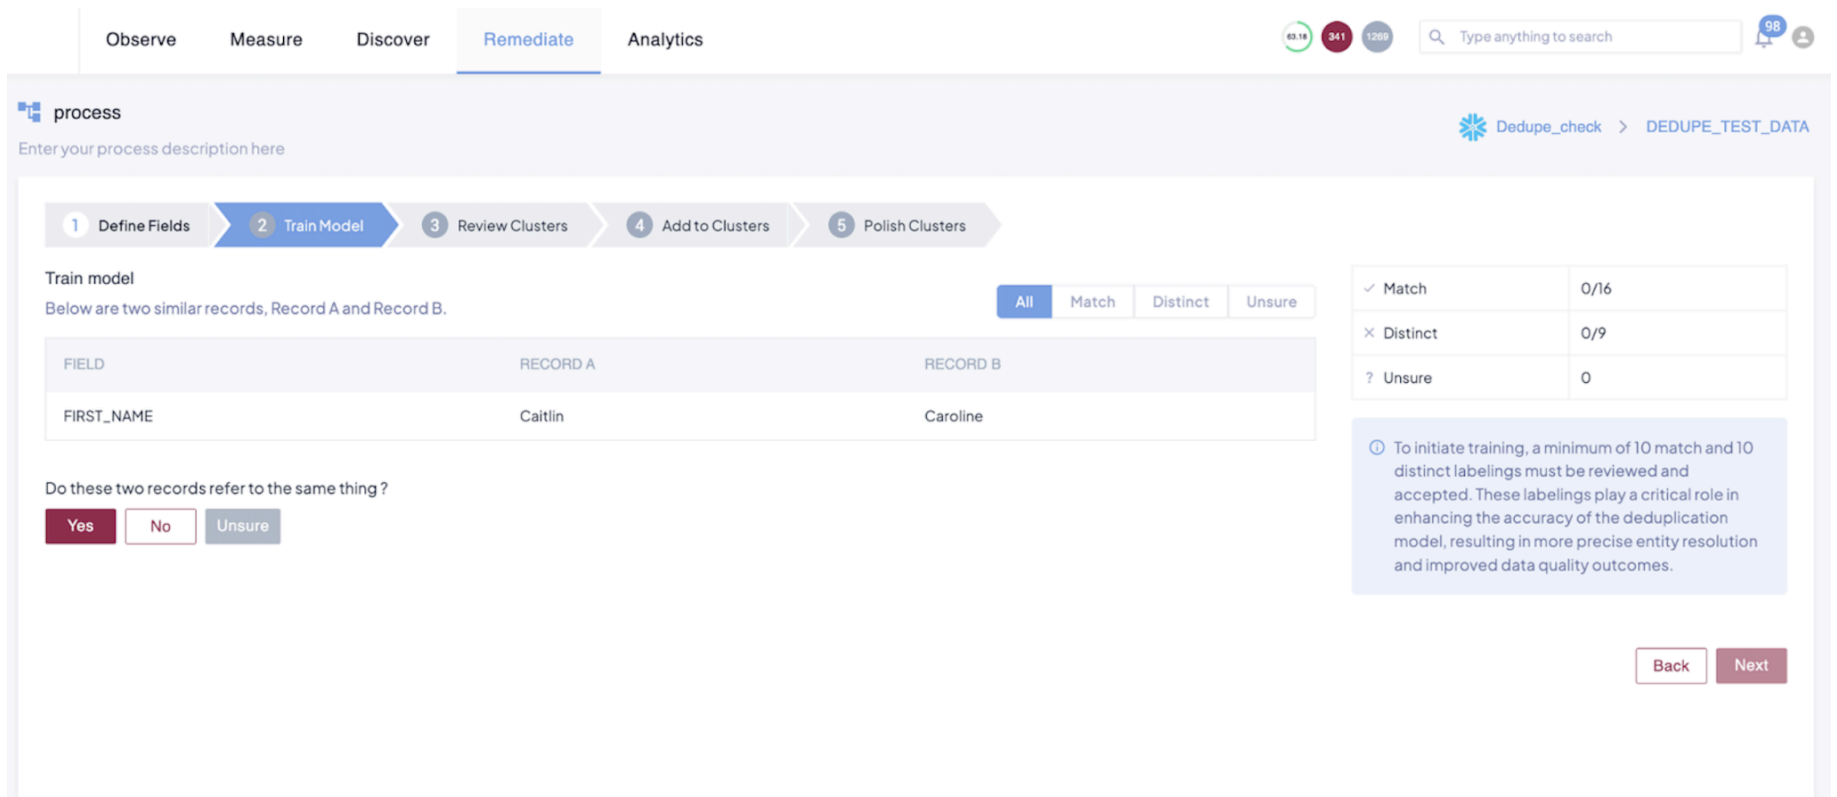 Observe Measure Discover Remediate Analytics 63.18 341 1269 Type anything to search 98
process
Dedupe_check > DEDUPE_TEST_DATA
Enter your process description here
1 Define Fields 2 Train Model 3 Review Clusters 4 Add to Clusters 5 Polish Clusters
Train model
Below are two similar records, Record A and Record B.
All Match Distinct Unsure
FIELD RECORD A RECORD B
FIRST_NAME Caitlin Caroline
Do these two records refer to the same thing?
Yes No Unsure
Match 0/16
Distinct 0/9
? Unsure 0
To initiate training, a minimum of 10 match and 10
distinct labelings must be reviewed and
accepted. These labelings play a critical role in
enhancing the accuracy of the deduplication
model, resulting in more precise entity resolution
and improved data quality outcomes.
Back Next